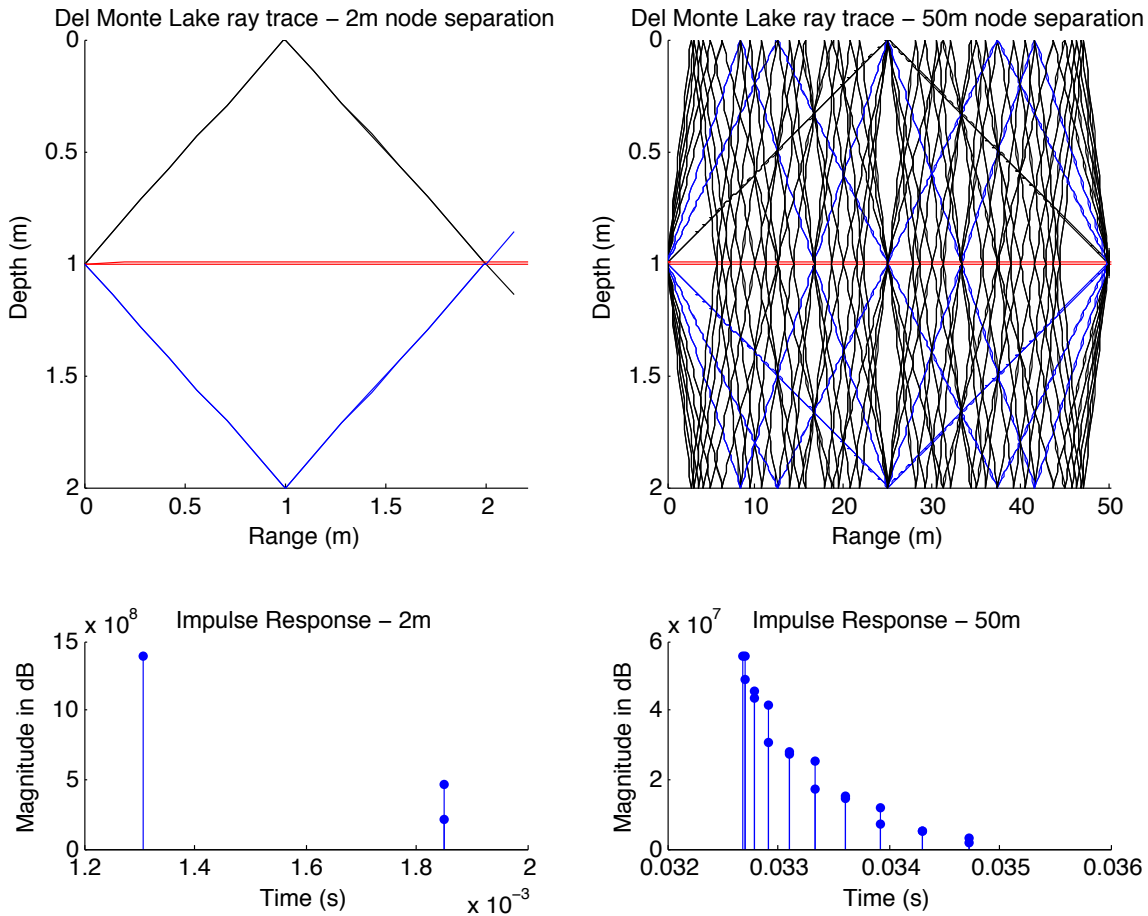 Del Monte Lake ray trace – 2m node separation
0
0.5
1
1.5
2
Depth (m)
0 0.5 1 1.5 2
Range (m)
Del Monte Lake ray trace – 50m node separation
0
0.5
1
1.5
2
Depth (m)
0 10 20 30 40 50
Range (m)
x 10⁸
Impulse Response – 2m
15
10
5
0
Magnitude in dB
1.2 1.4 1.6 1.8 2
Time (s)
x 10⁻³
x 10⁷
Impulse Response – 50m
6
4
2
0
Magnitude in dB
0.032 0.033 0.034 0.035 0.036
Time (s)